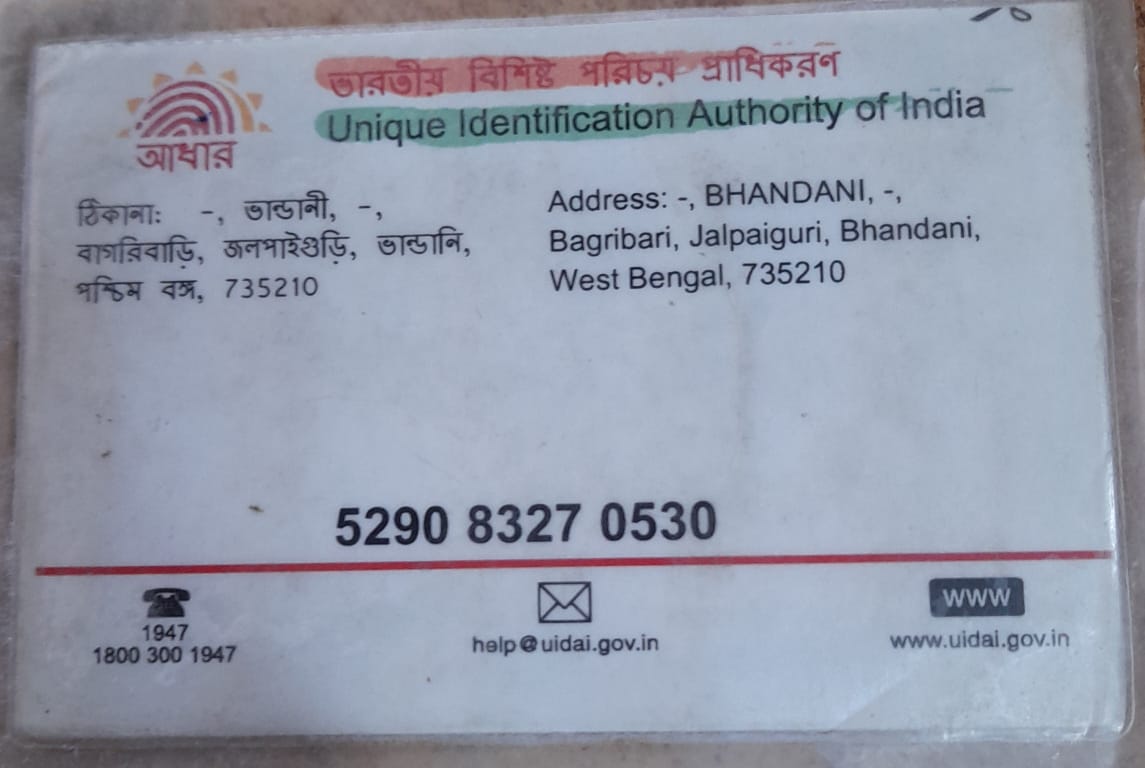 ভারতীয় বিশিষ্ট পরিচয় প্রাধিকরণ
Unique Identification Authority of India
আধার
ঠিকানা: -, ভান্ডানী, -,
বাগরিবাড়ি, জলপাইগুড়ি, ভান্ডানি,
পশ্চিম বঙ্গ, 735210
Address: -, BHANDANI, -,
Bagribari, Jalpaiguri, Bhandani,
West Bengal, 735210
5290 8327 0530
1947
1800 300 1947
help@uidai.gov.in
www
www.uidai.gov.in